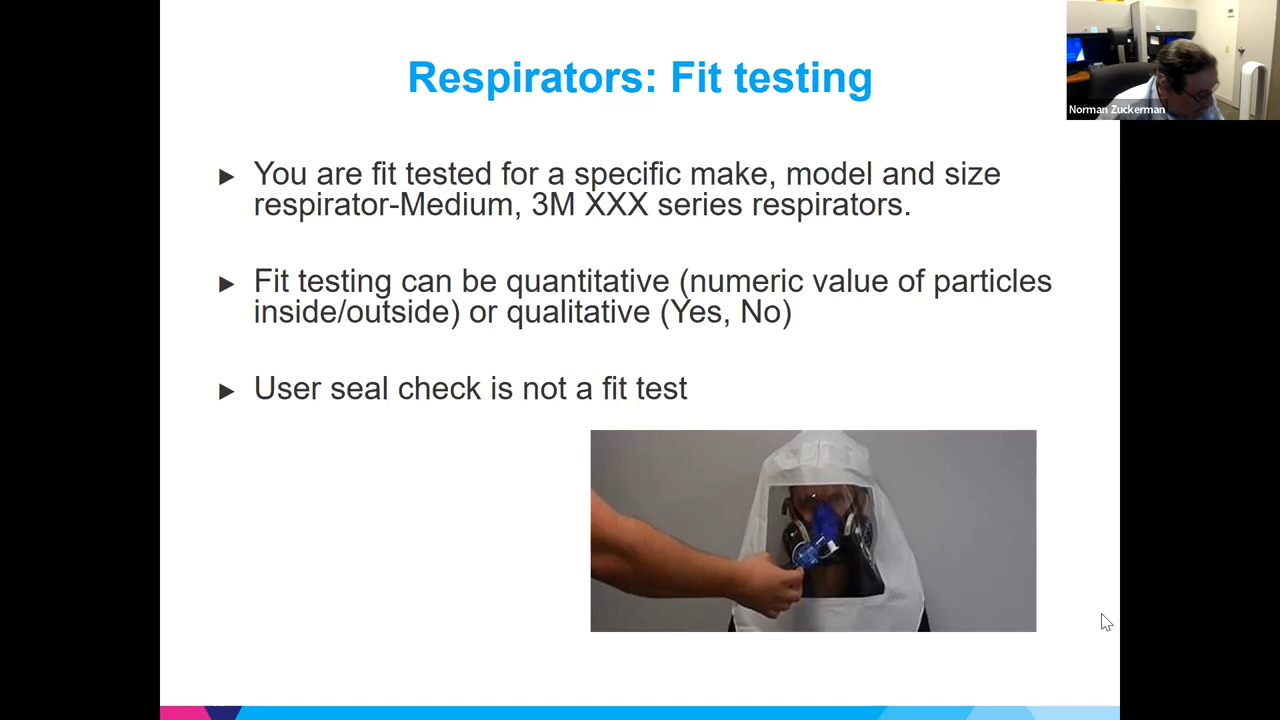 Respirators: Fit testing
Norman Zuckerman
You are fit tested for a specific make, model and size
respirator-Medium, 3M XXX series respirators.
Fit testing can be quantitative (numeric value of particles
inside/outside) or qualitative (Yes, No)
User seal check is not a fit test